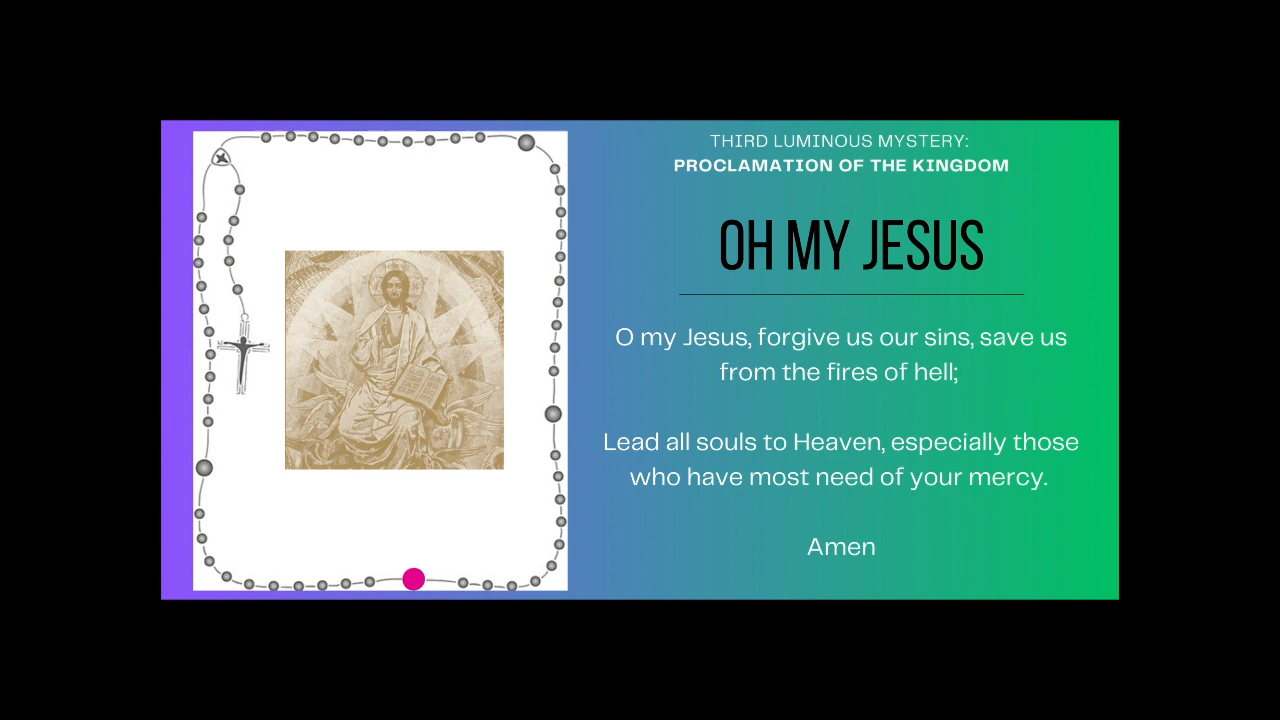 THIRD LUMINOUS MYSTERY:
PROCLAMATION OF THE KINGDOM
OH MY JESUS
O my Jesus, forgive us our sins, save us
from the fires of hell;
Lead all souls to Heaven, especially those
who have most need of your mercy.
Amen